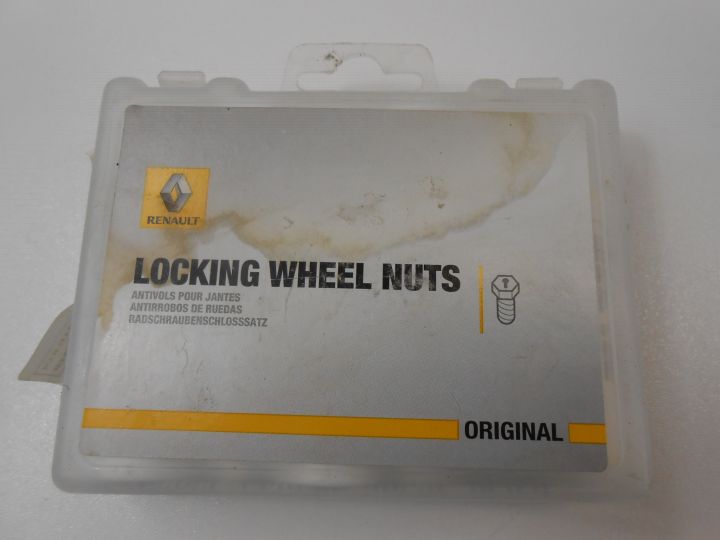 RENAULT
LOCKING WHEEL NUTS
ANTIVOLS POUR JANTES
ANTIRROBOS DE RUEDAS
RADSCHRAUBENSCHLOSSSATZ
ORIGINAL